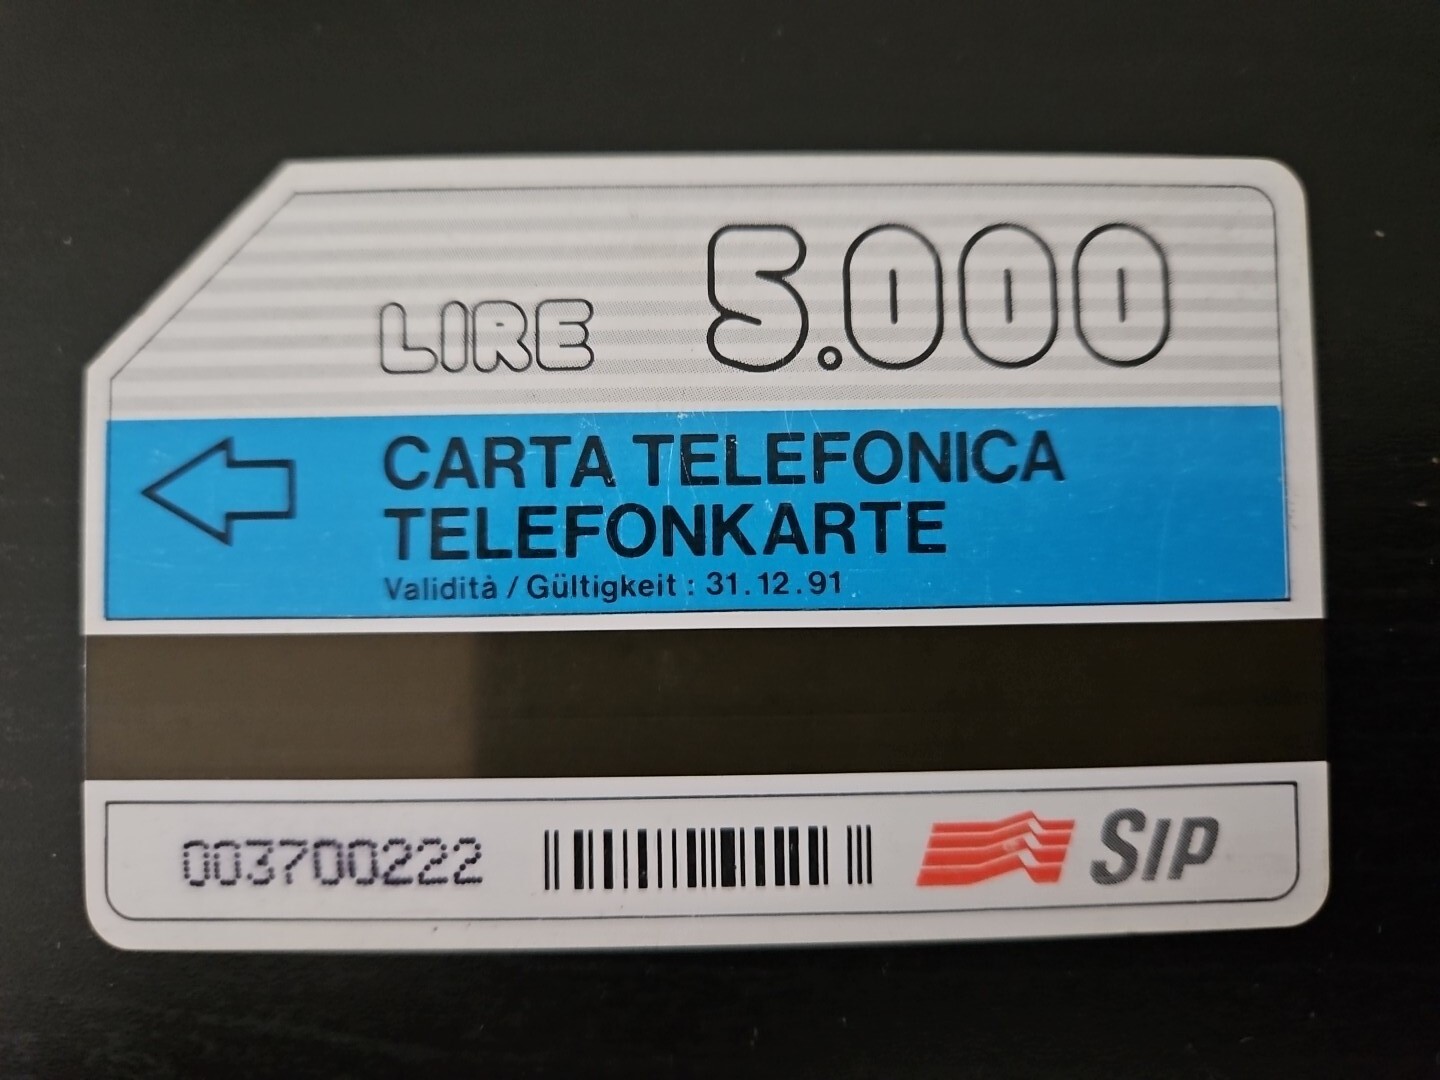 LIRE 5.000
CARTA TELEFONICA
TELEFONKARTE
Validità / Gültigkeit : 31.12.91
003700222 SIP